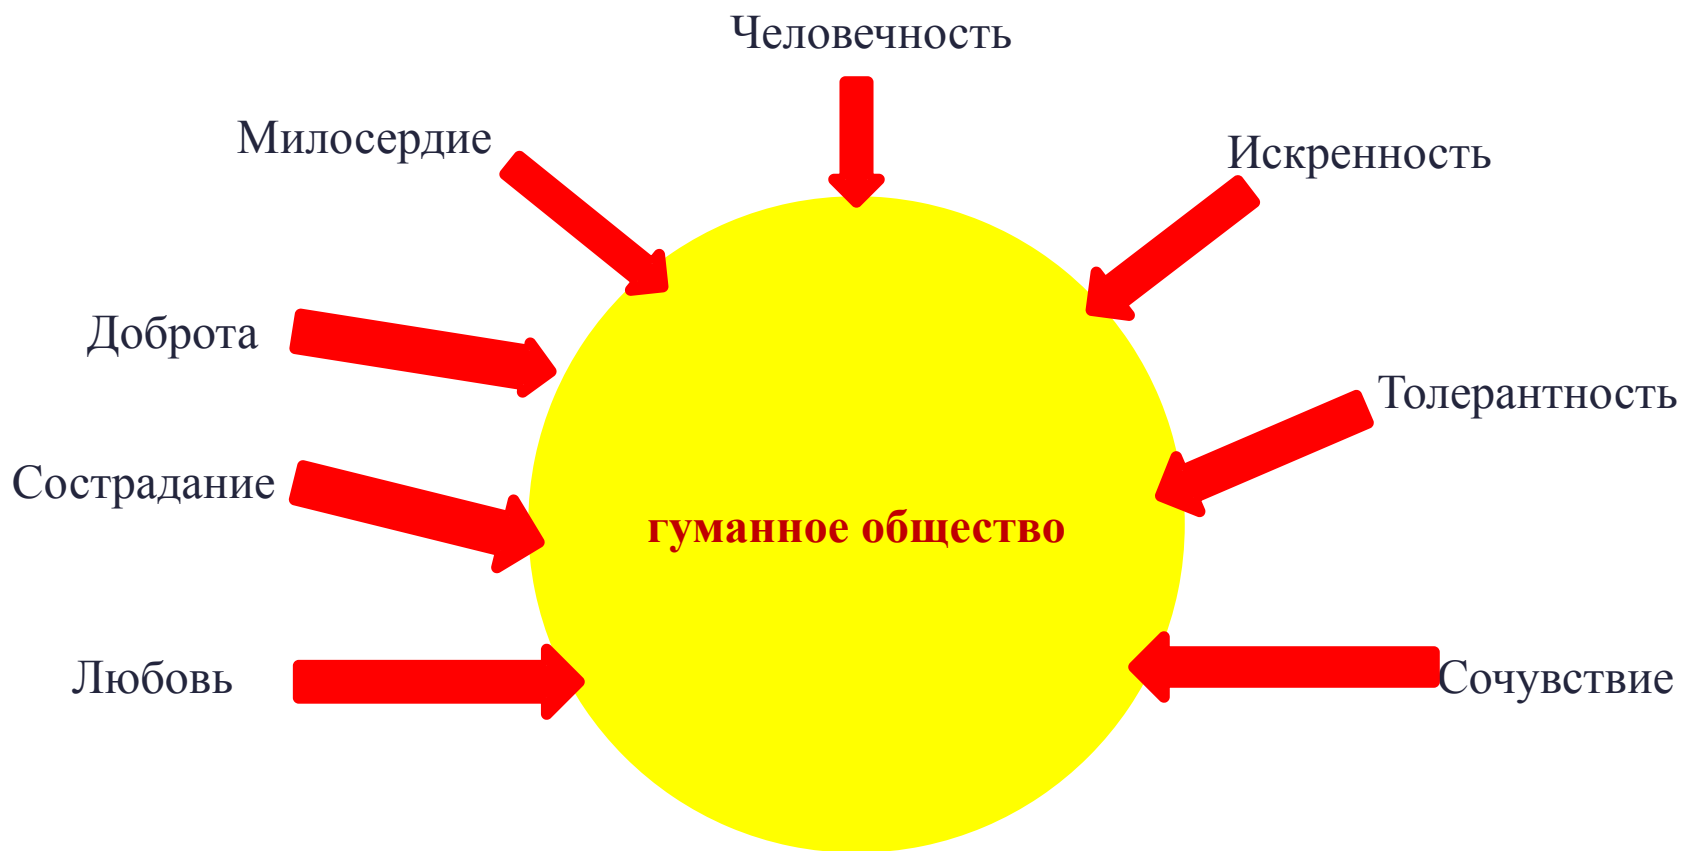 Человечность
Милосердие
Искренность
Доброта
Толерантность
Сострадание
гуманное общество
Любовь
Сочувствие